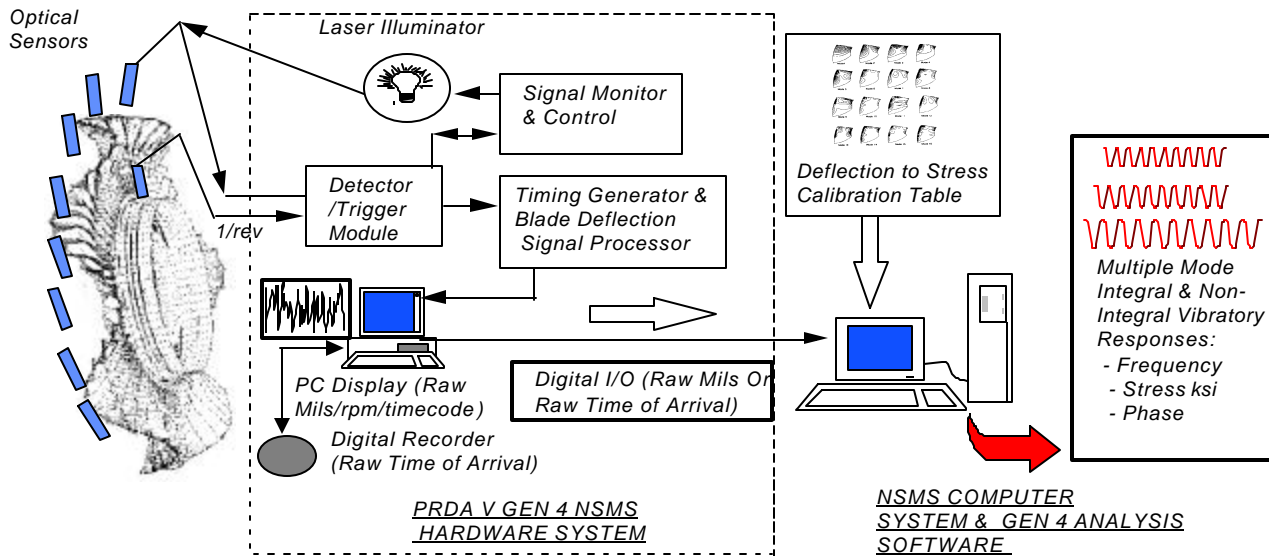 Optical
Sensors
Laser Illuminator
Signal Monitor
& Control
Detector
/Trigger
Module
1/rev
Timing Generator &
Blade Deflection
Signal Processor
PC Display (Raw
Mils/rpm/timecode)
Digital Recorder
(Raw Time of Arrival)
Digital I/O (Raw Mils Or
Raw Time of Arrival)
PRDA V GEN 4 NSMS
HARDWARE SYSTEM
Deflection to Stress
Calibration Table
NSMS COMPUTER
SYSTEM & GEN 4 ANALYSIS
SOFTWARE
Multiple Mode
Integral & Non-
Integral Vibratory
Responses:
- Frequency
- Stress ksi
- Phase